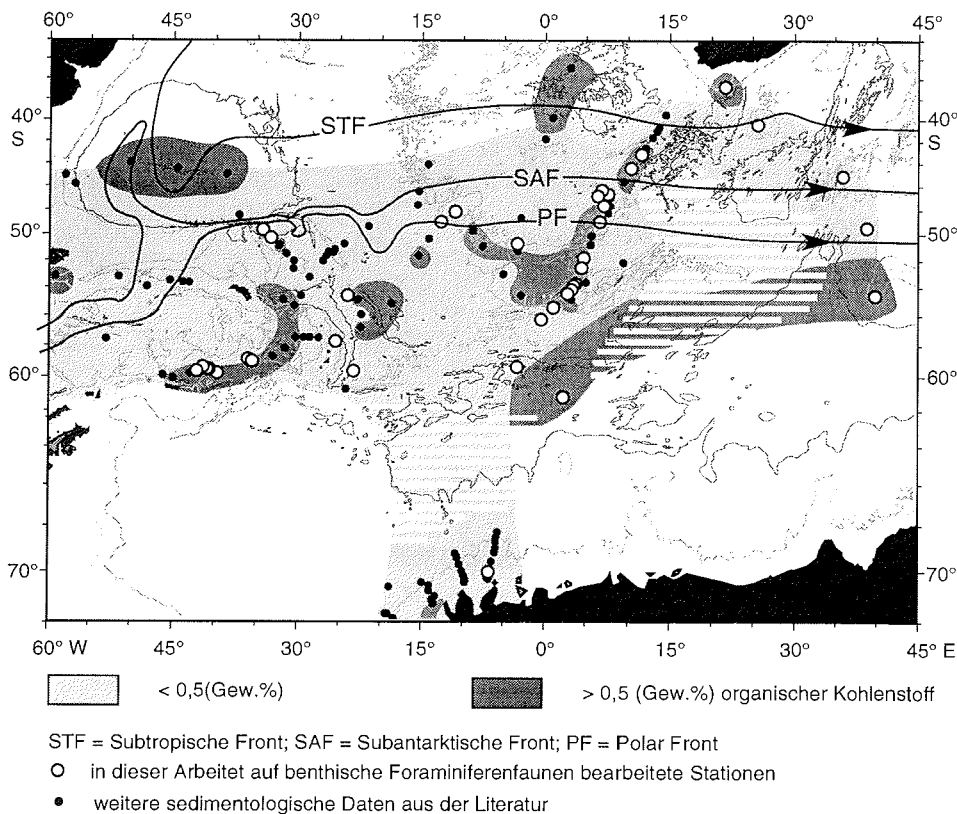 60° 45° 30° 15° 0° 15° 30° 45°
40°
S
40°
S
STF
SAF
50°
PF
50°
60°
60°
70°
70°
60° W 45° 30° 15° 0° 15° 30° 45° E
< 0,5(Gew.%)
> 0,5 (Gew.%) organischer Kohlenstoff
STF = Subtropische Front; SAF = Subantarktische Front; PF = Polar Front
in dieser Arbeitet auf benthische Foraminiferenfaunen bearbeitete Stationen
weitere sedimentologische Daten aus der Literatur